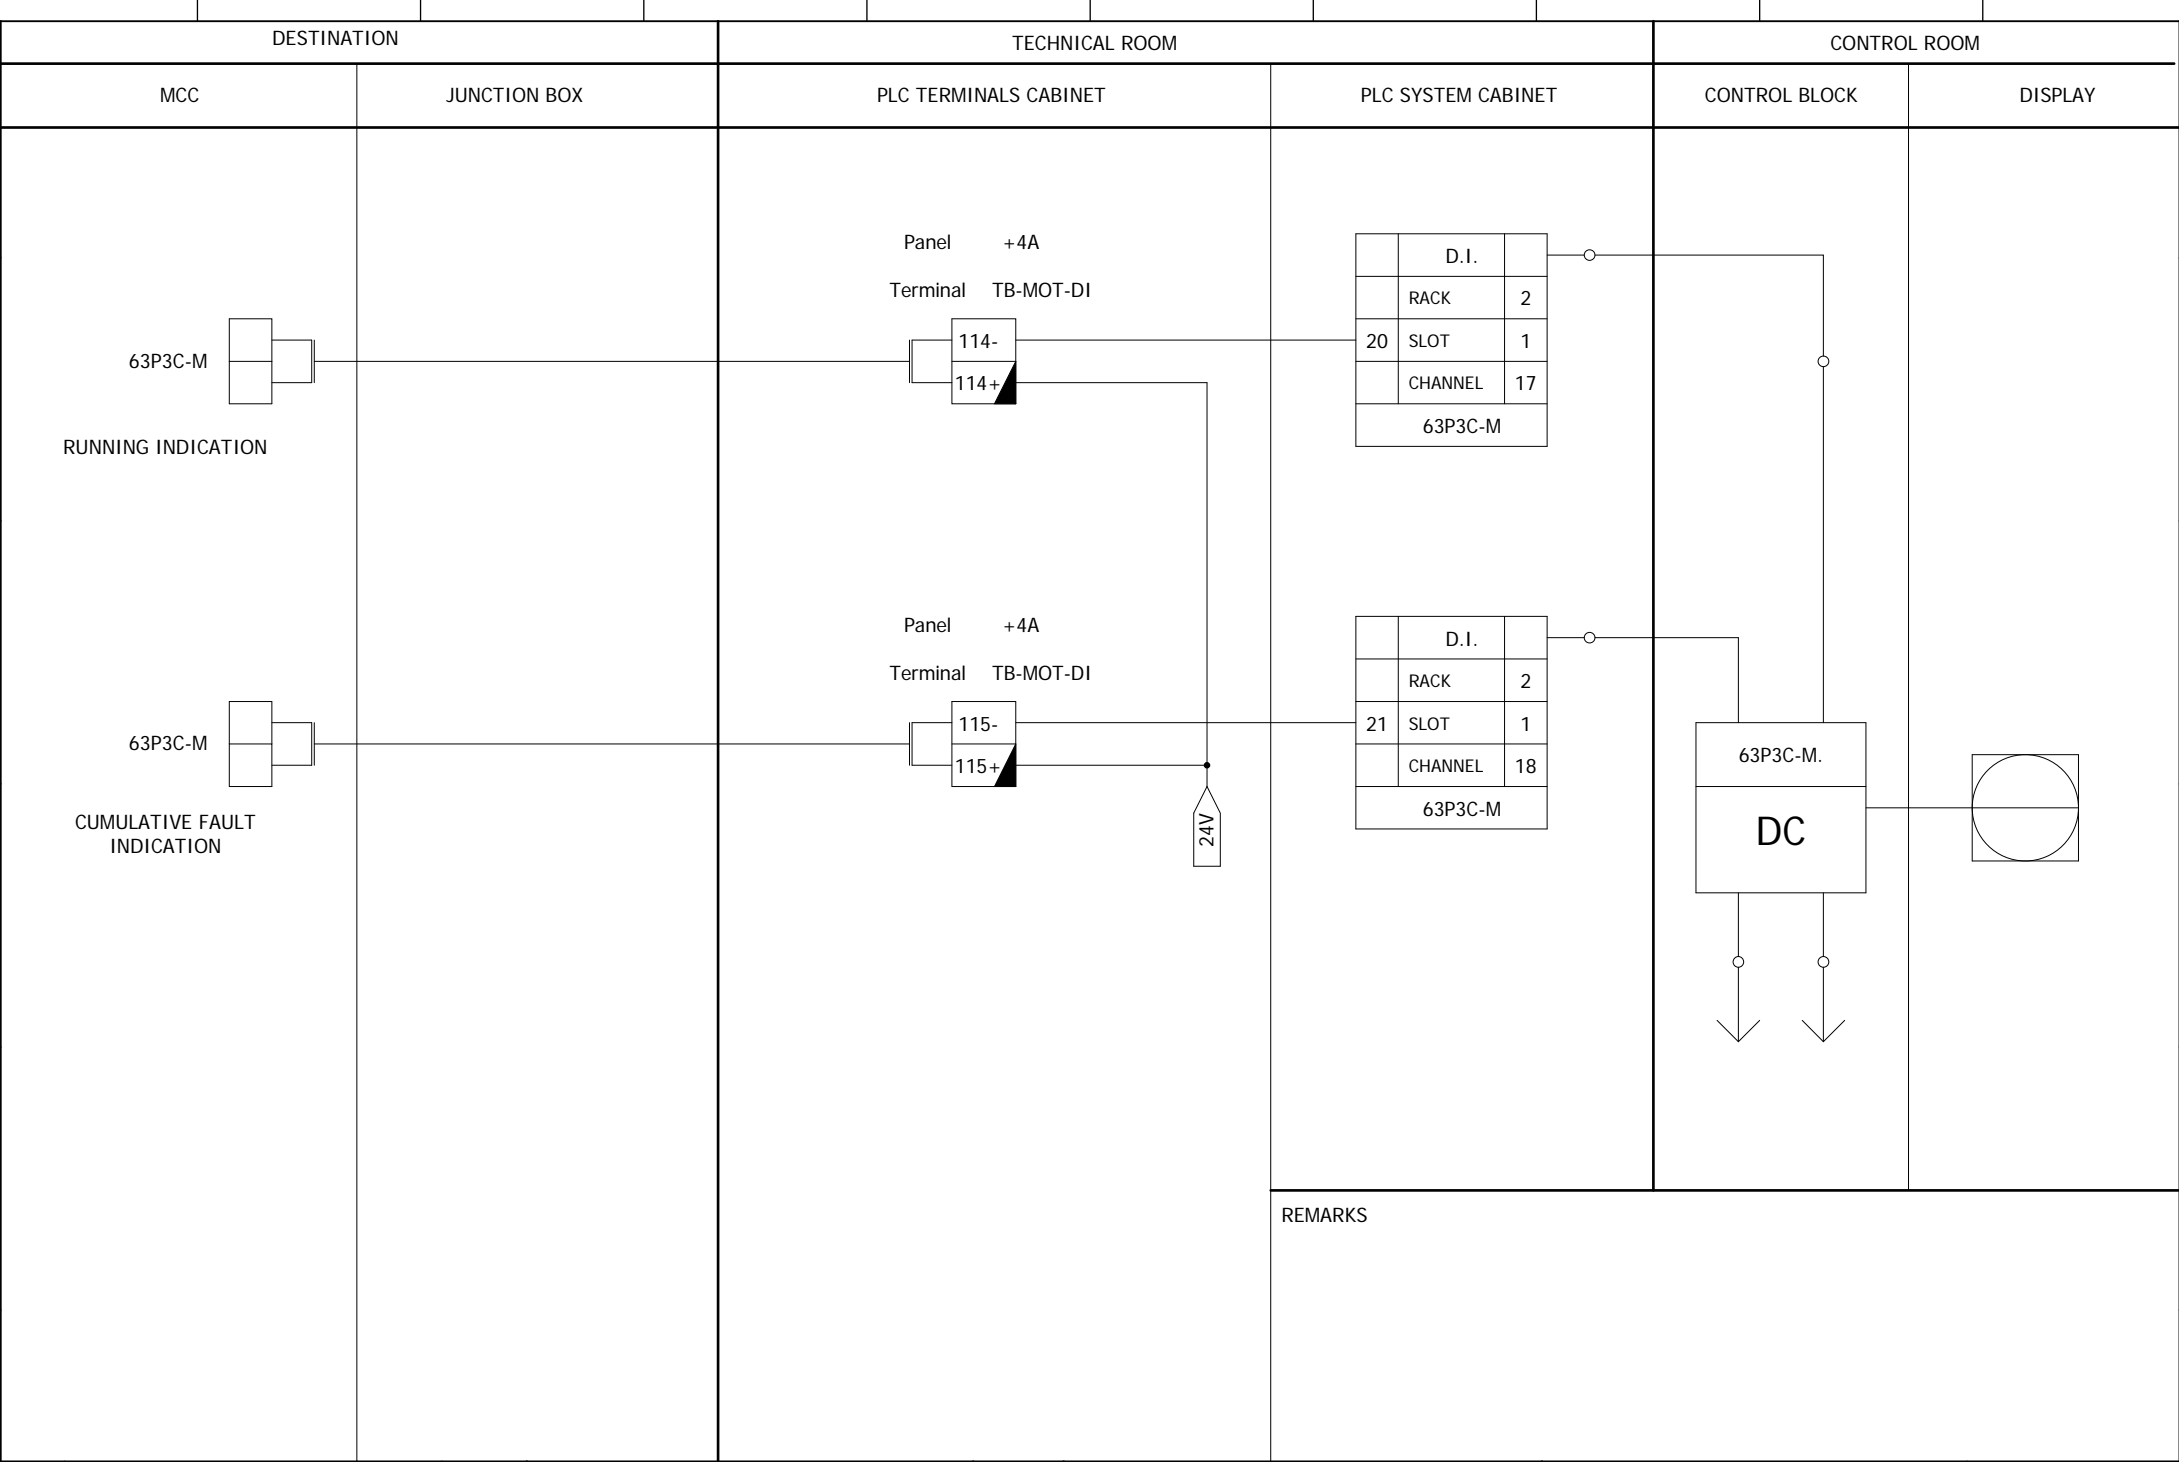 DESTINATION
TECHNICAL ROOM
CONTROL ROOM
MCC
JUNCTION BOX
PLC TERMINALS CABINET
PLC SYSTEM CABINET
CONTROL BLOCK
DISPLAY
63P3C-M
RUNNING INDICATION
Panel +4A
Terminal TB-MOT-DI
114-
114+
D.I.
RACK 2
20 SLOT 1
CHANNEL 17
63P3C-M
63P3C-M
CUMULATIVE FAULT
INDICATION
Panel +4A
Terminal TB-MOT-DI
115-
115+
24V
D.I.
RACK 2
21 SLOT 1
CHANNEL 18
63P3C-M
63P3C-M.
DC
REMARKS